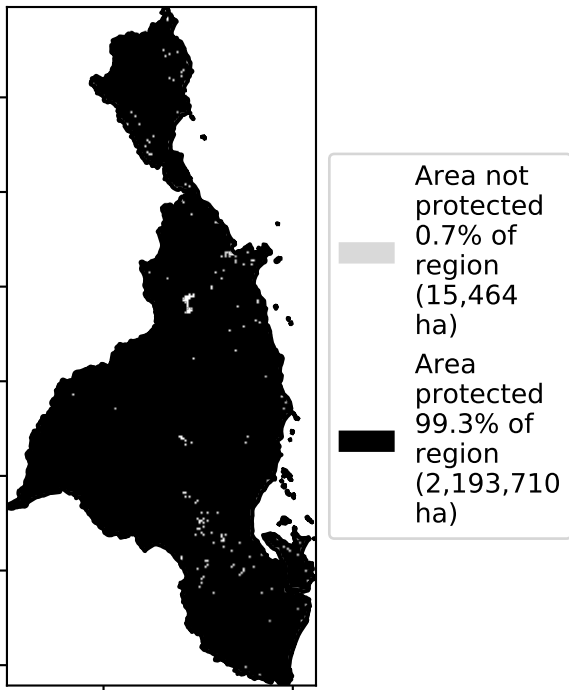 Area not
protected
0.7% of
region
(15,464
ha)
Area
protected
99.3% of
region
(2,193,710
ha)